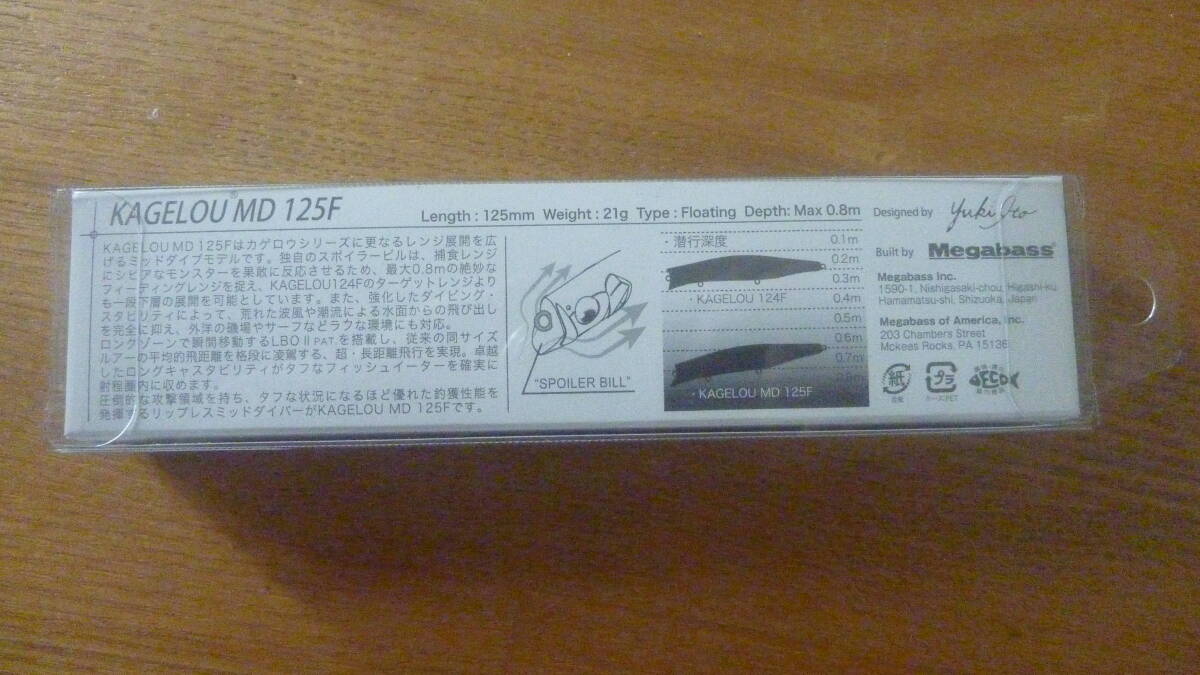 KAGELOU MD 125F
Length : 125mm Weight : 21g Type : Floating Depth: Max 0.8m
KAGELOU MD 125Fはカゲロウシリーズに更なるレンジ展開を広
げるミッドダイブモデルです。独自のスポイラービルは、捕食レンジ
にシビアなモンスターを果敢に反応させるため、最大0.8mの絶妙な
フィーディングレンジを捉え、KAGELOU124Fのターゲットレンジより
も一段下層の展開を可能としています。また、強化したダイビング・
スタビリティによって、荒れた波風や潮流による水面からの飛び出し
を完全に抑え、外洋の磯場やサーフなどラフな環境にも対応。
ロングゾーンで瞬間移動するLBO II PAT.を搭載し、従来の同サイズ
ルアーの平均的飛距離を格段に凌駕する、超・長距離飛行を実現。卓越
したロングキャスタビリティがタフなフィッシュイーターを確実に
射程圏内に収めます。
圧倒的な攻撃領域を持ち、タフな状況になるほど優れた釣獲性能を
発揮するリップレスミッドダイバーがKAGELOU MD 125Fです。
"SPOILER BILL"
・潜行深度
0.1m
0.2m
0.3m
・KAGELOU 124F
0.4m
0.5m
0.6m
0.7m
0.8m
・KAGELOU MD 125F
Designed by Yuki Ito
Built by Megabass
Megabass Inc.
1590-1, Nishigasaki-chou, Higashi-ku,
Hamamatsu-shi, Shizuoka, Japan
Megabass of America, Inc.
203 Chambers Street
Mckeas Rocks, PA 15136
紙
プラ
ECO